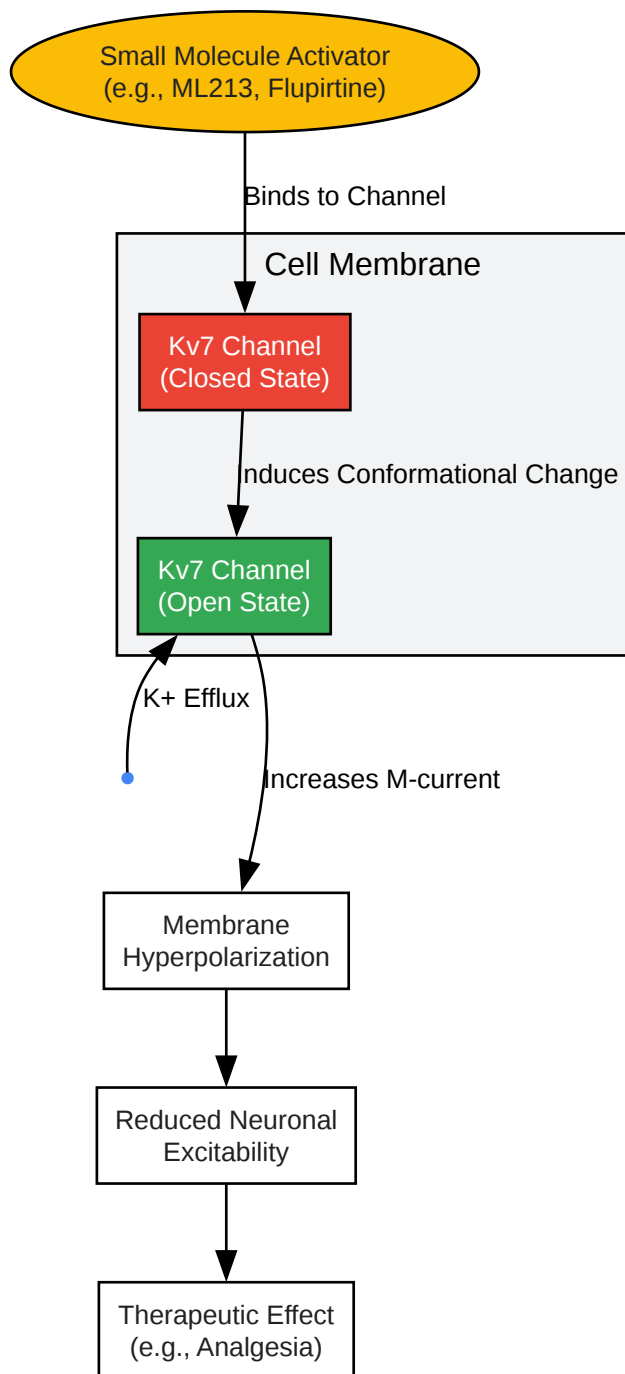 Small Molecule Activator
(e.g., ML213, Flupirtine)
Binds to Channel
Cell Membrane
Kv7 Channel
(Closed State)
Induces Conformational Change
Kv7 Channel
(Open State)
K+ Efflux
Increases M-current
Membrane
Hyperpolarization
Reduced Neuronal
Excitability
Therapeutic Effect
(e.g., Analgesia)